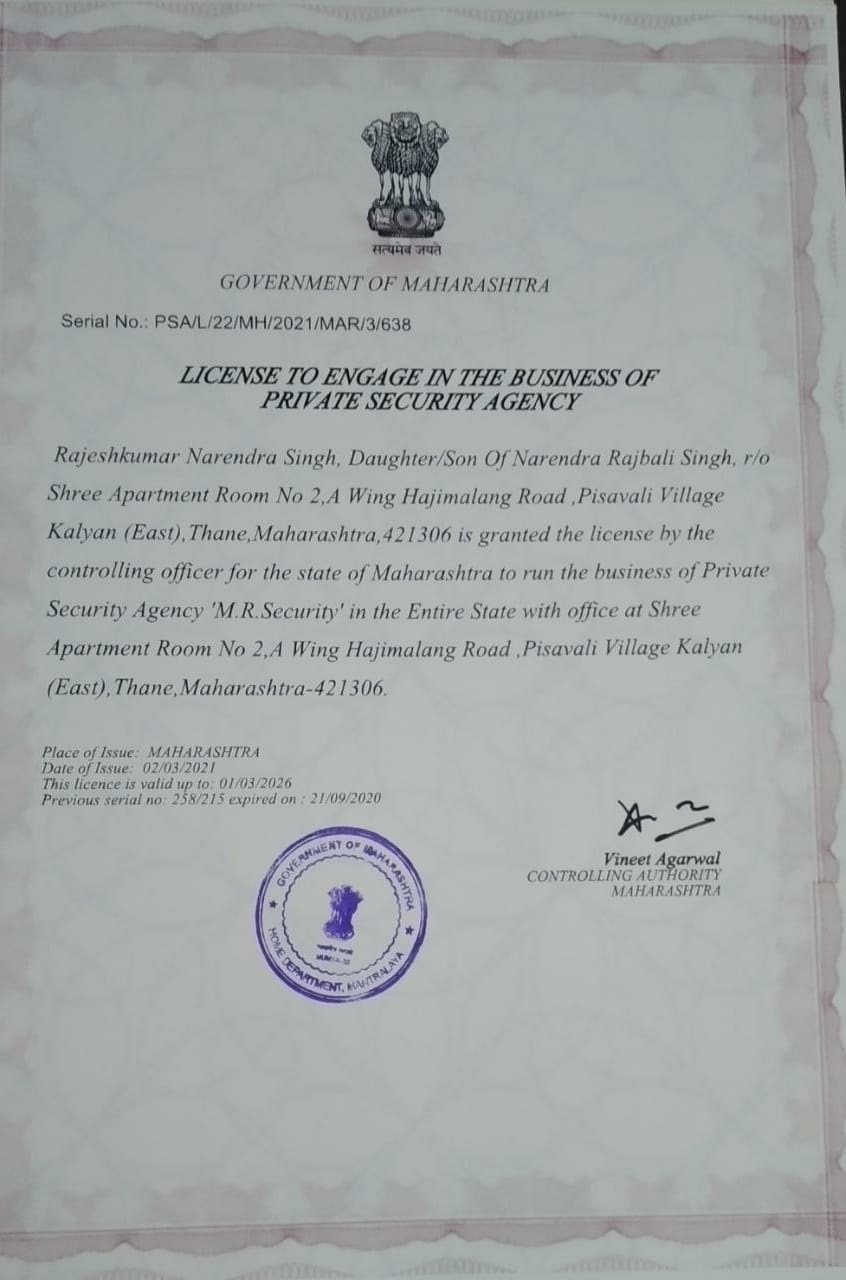 सत्यमेव जयते
GOVERNMENT OF MAHARASHTRA
Serial No.: PSA/L/22/MH/2021/MAR/3/638
LICENSE TO ENGAGE IN THE BUSINESS OF
PRIVATE SECURITY AGENCY
Rajeshkumar Narendra Singh, Daughter/Son Of Narendra Rajbali Singh, r/o
Shree Apartment Room No 2,A Wing Hajimalang Road ,Pisavali Village
Kalyan (East),Thane,Maharashtra,421306 is granted the license by the
controlling officer for the state of Maharashtra to run the business of Private
Security Agency 'M.R.Security' in the Entire State with office at Shree
Apartment Room No 2,A Wing Hajimalang Road ,Pisavali Village Kalyan
(East),Thane,Maharashtra-421306.
Place of Issue: MAHARASHTRA
Date of Issue: 02/03/2021
This licence is valid up to: 01/03/2026
Previous serial no: 258/215 expired on : 21/09/2020
Vineet Agarwal
CONTROLLING AUTHORITY
MAHARASHTRA
GOVERNMENT OF MAHARASHTRA
HOME DEPARTMENT, MANTRALAYA